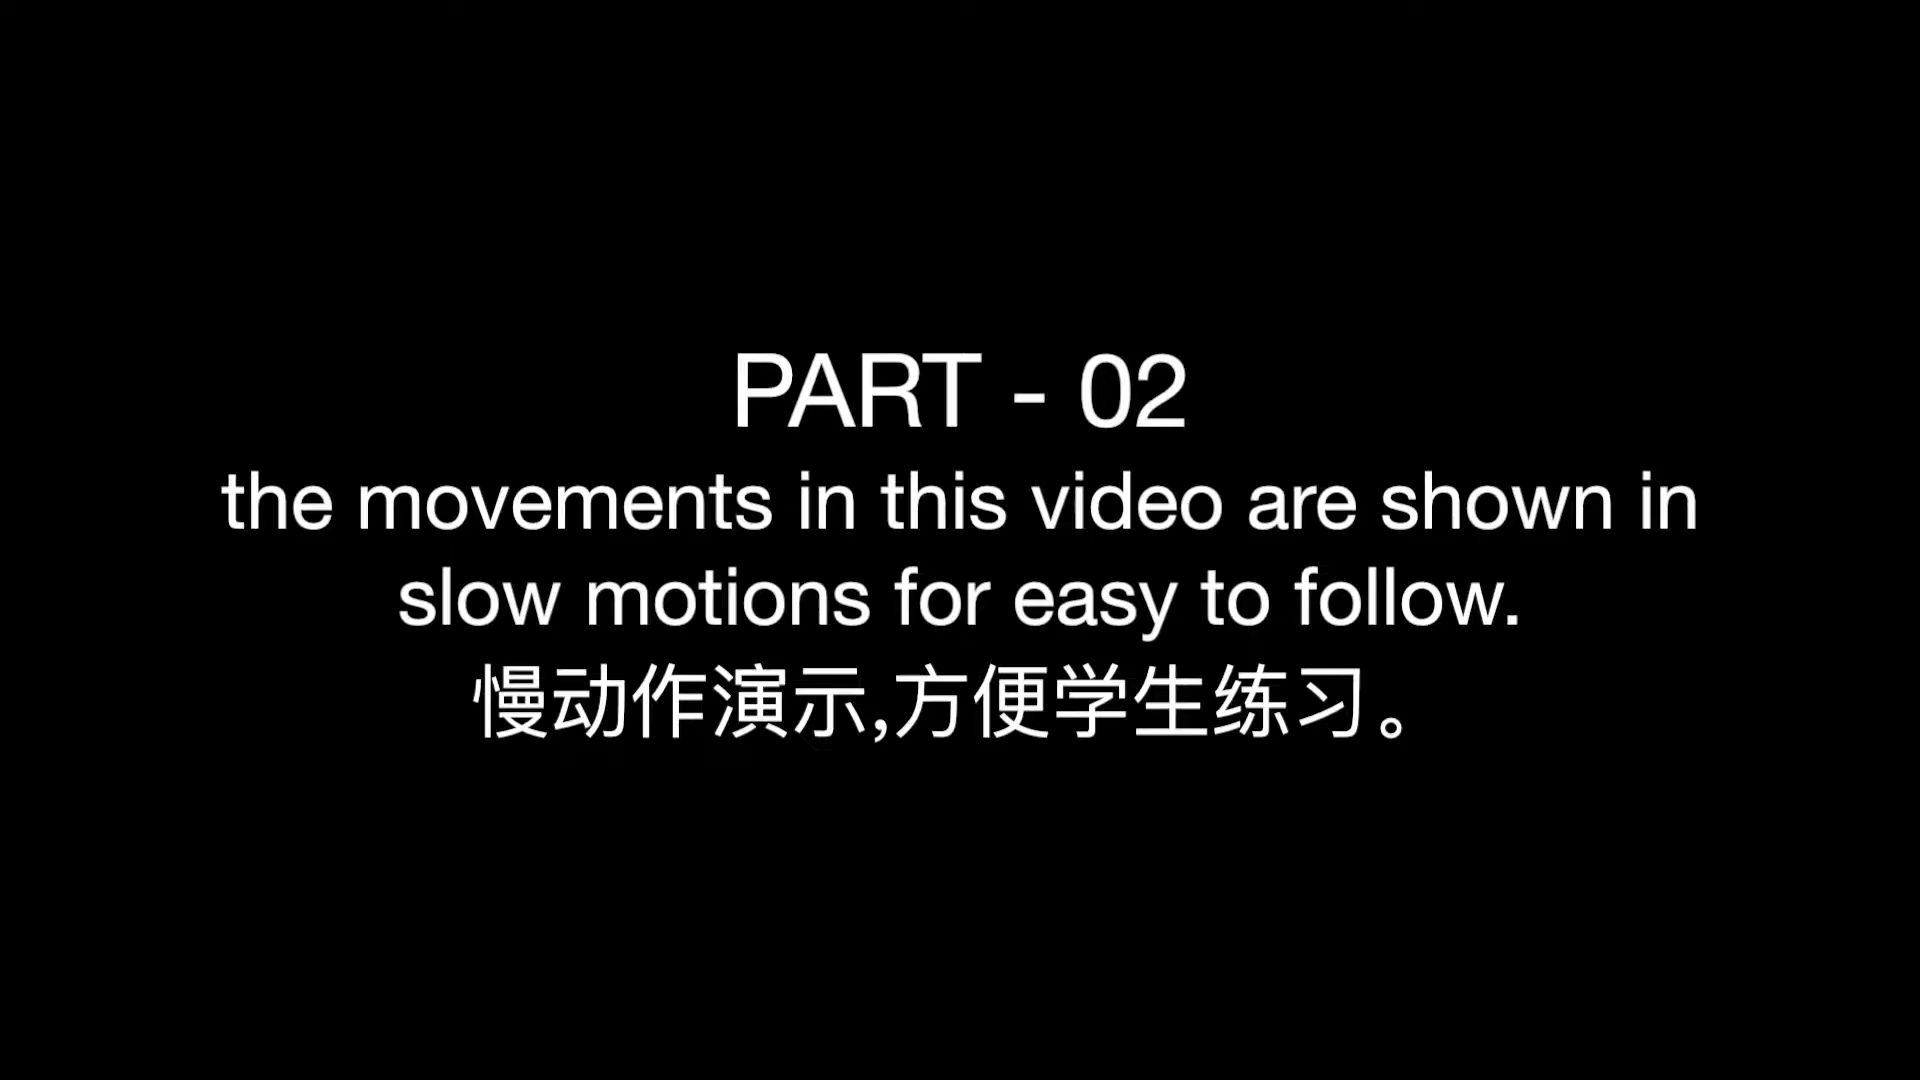 PART - 02
the movements in this video are shown in
slow motions for easy to follow.
慢动作演示,方便学生练习。